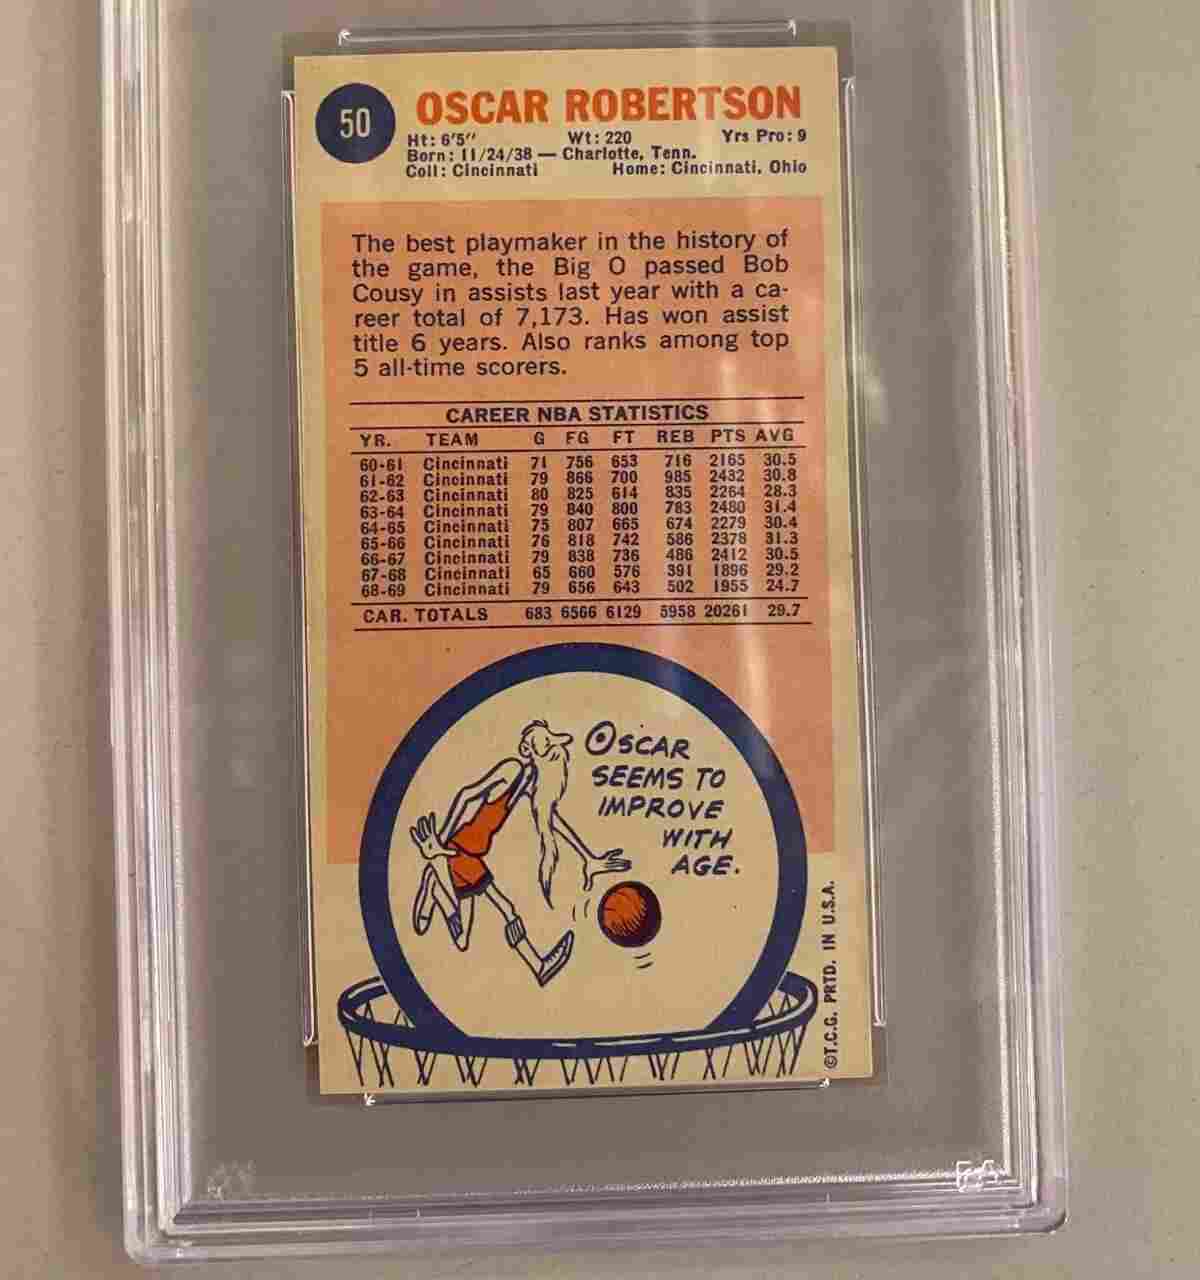 50
OSCAR ROBERTSON
Ht: 6'5" Wt: 220 Yrs Pro: 9
Born: 11/24/38 — Charlotte, Tenn.
Coll: Cincinnati Home: Cincinnati, Ohio
The best playmaker in the history of
the game, the Big O passed Bob
Cousy in assists last year with a ca-
reer total of 7,173. Has won assist
title 6 years. Also ranks among top
5 all-time scorers.
CAREER NBA STATISTICS
YR. TEAM G FG FT REB PTS AVG
60-61 Cincinnati 71 756 653 716 2165 30.5
61-62 Cincinnati 79 866 700 985 2432 30.8
62-63 Cincinnati 80 825 614 835 2264 28.3
63-64 Cincinnati 79 840 800 783 2480 31.4
64-65 Cincinnati 75 807 665 674 2279 30.4
65-66 Cincinnati 76 818 742 586 2378 31.3
66-67 Cincinnati 79 838 736 486 2412 30.5
67-68 Cincinnati 65 660 576 391 1896 29.2
68-69 Cincinnati 79 656 643 502 1955 24.7
CAR. TOTALS 683 6566 6129 5958 20261 29.7
OSCAR
SEEMS TO
IMPROVE
WITH
AGE.
©T.C.G. PRTD. IN U.S.A.